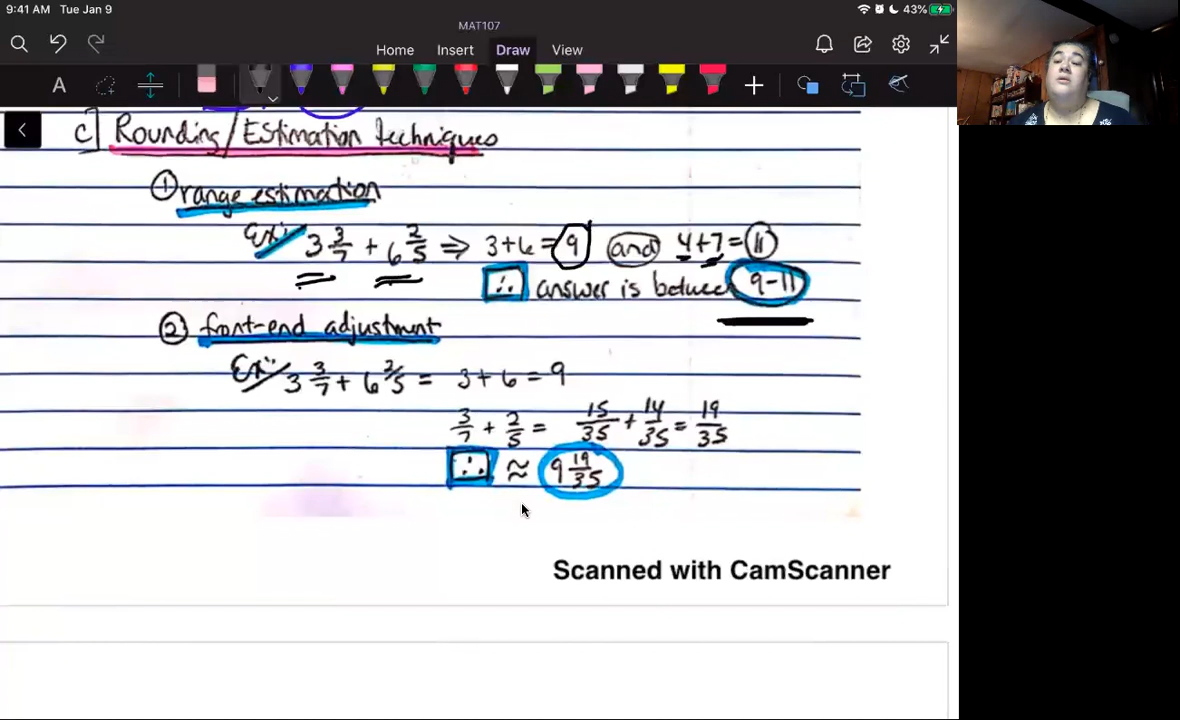 9:41 AM Tue Jan 9
43%
MAT107
Home Insert Draw View
A
c] Rounding/Estimation techniques
① range estimation
Ex: 3 3/7 + 6 2/5 ⇒ 3+6=9 and 4+7=11
∴ answer is between 9-11
② front-end adjustment
Ex: 3 3/7 + 6 2/5 = 3+6=9
3/7 + 2/5 = 15/35 + 14/35 = 19/35
∴ ≈ 9 19/35
Scanned with CamScanner